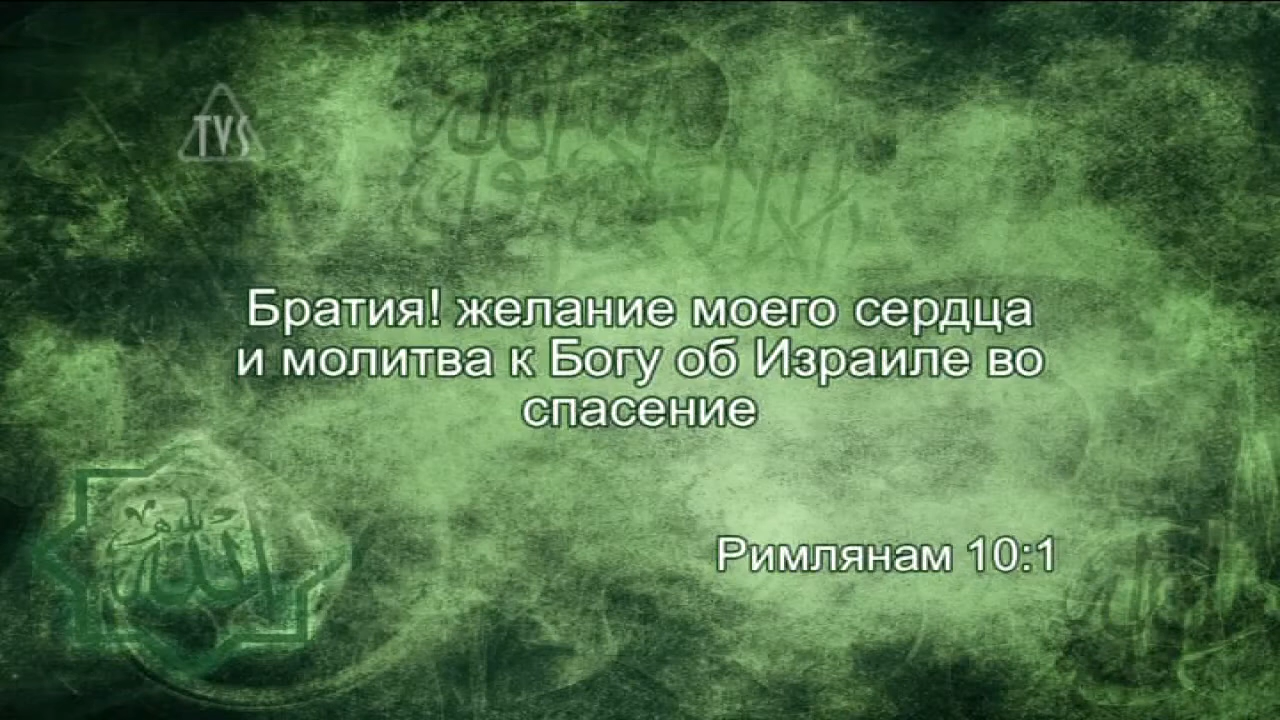 TVS
Братия! желание моего сердца
и молитва к Богу об Израиле во
спасение
Римлянам 10:1